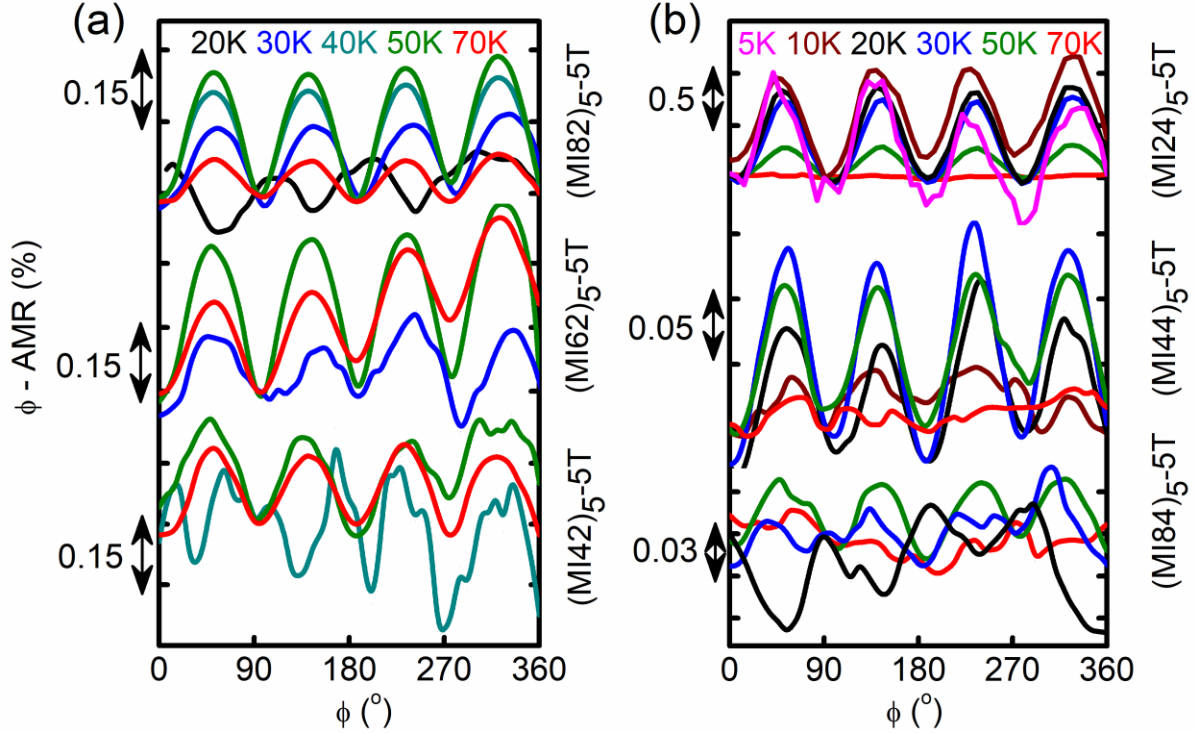 (a)
20K 30K 40K 50K 70K
0.15
(MI82)5-5T
0.15
(MI62)5-5T
0.15
(MI42)5-5T
ϕ - AMR (%)
0 90 180 270 360
ϕ (o)
(b)
5K 10K 20K 30K 50K 70K
0.5
(MI24)5-5T
0.05
(MI44)5-5T
0.03
(MI84)5-5T
0 90 180 270 360
ϕ (o)